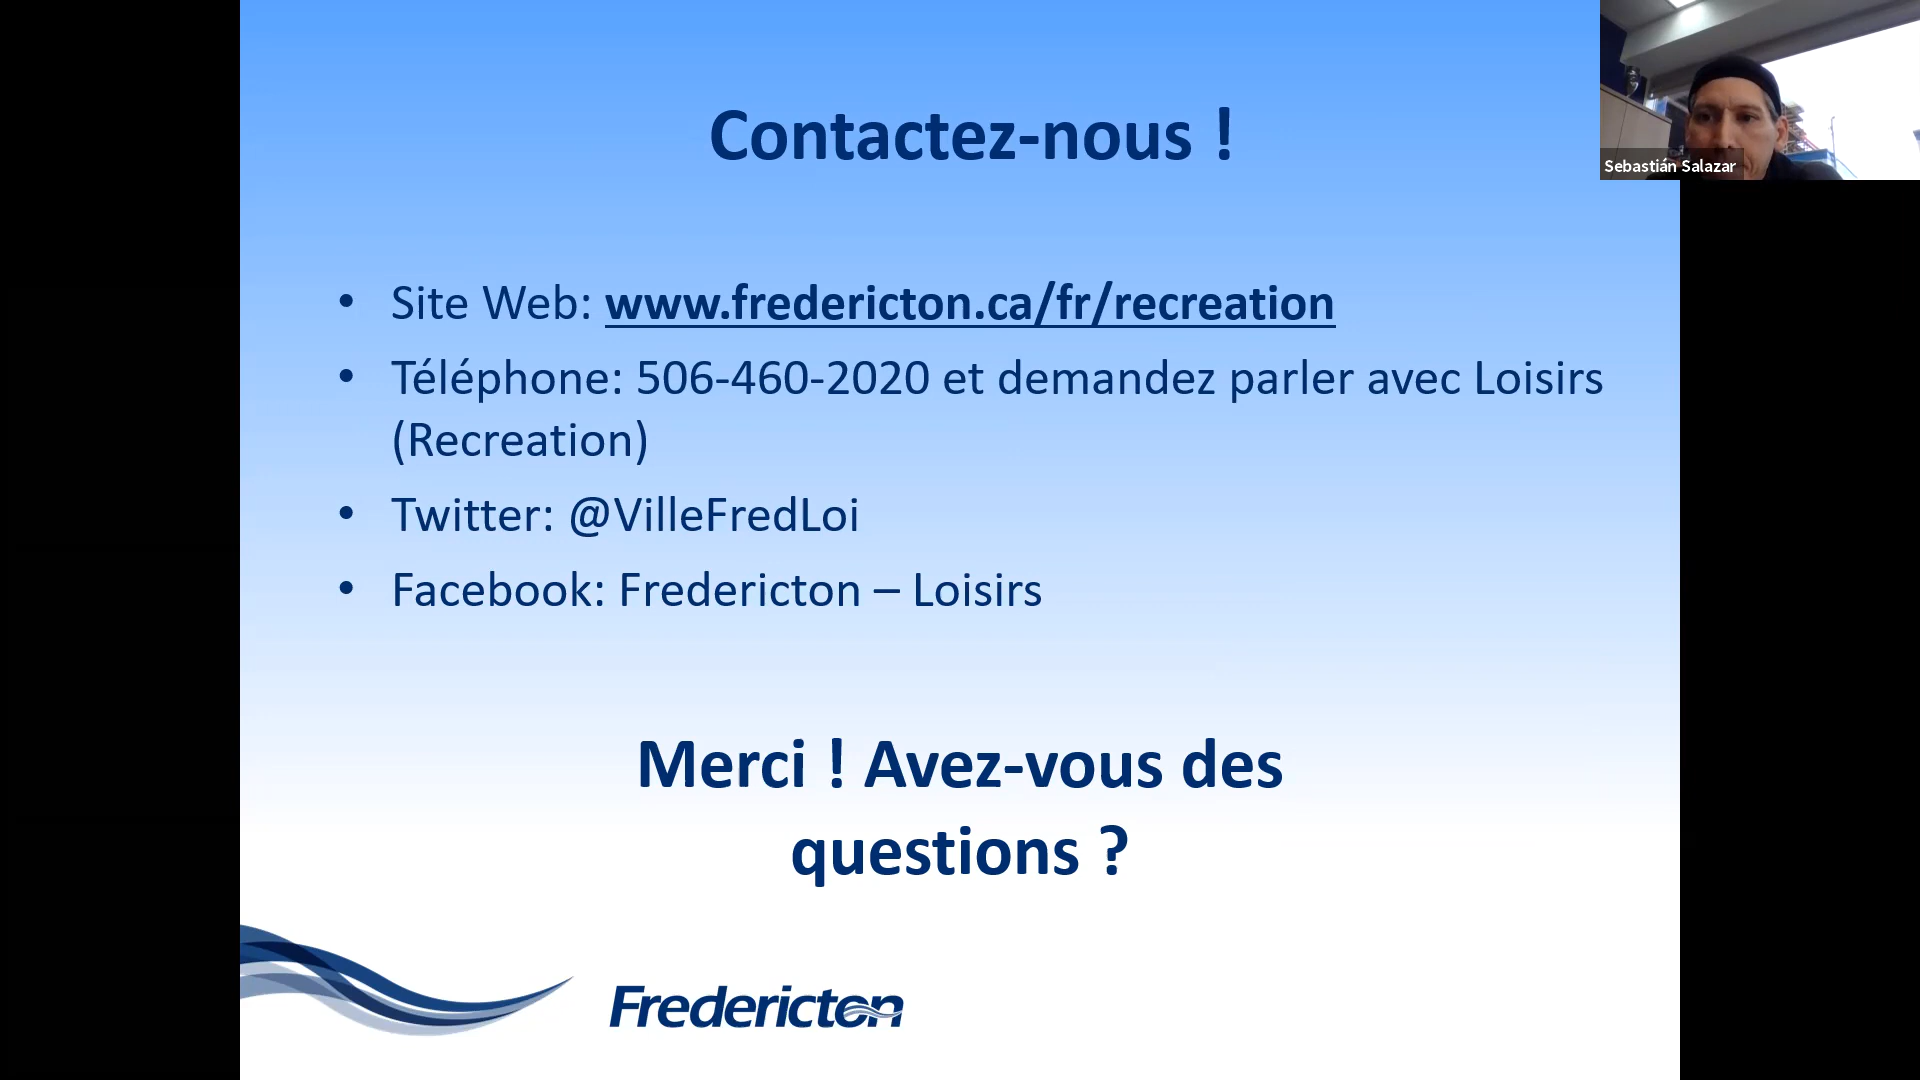 Contactez-nous !
Sebastián Salazar
• Site Web: www.fredericton.ca/fr/recreation
• Téléphone: 506-460-2020 et demandez parler avec Loisirs
(Recreation)
• Twitter: @VilleFredLoi
• Facebook: Fredericton – Loisirs
Merci ! Avez-vous des
questions ?
Fredericton